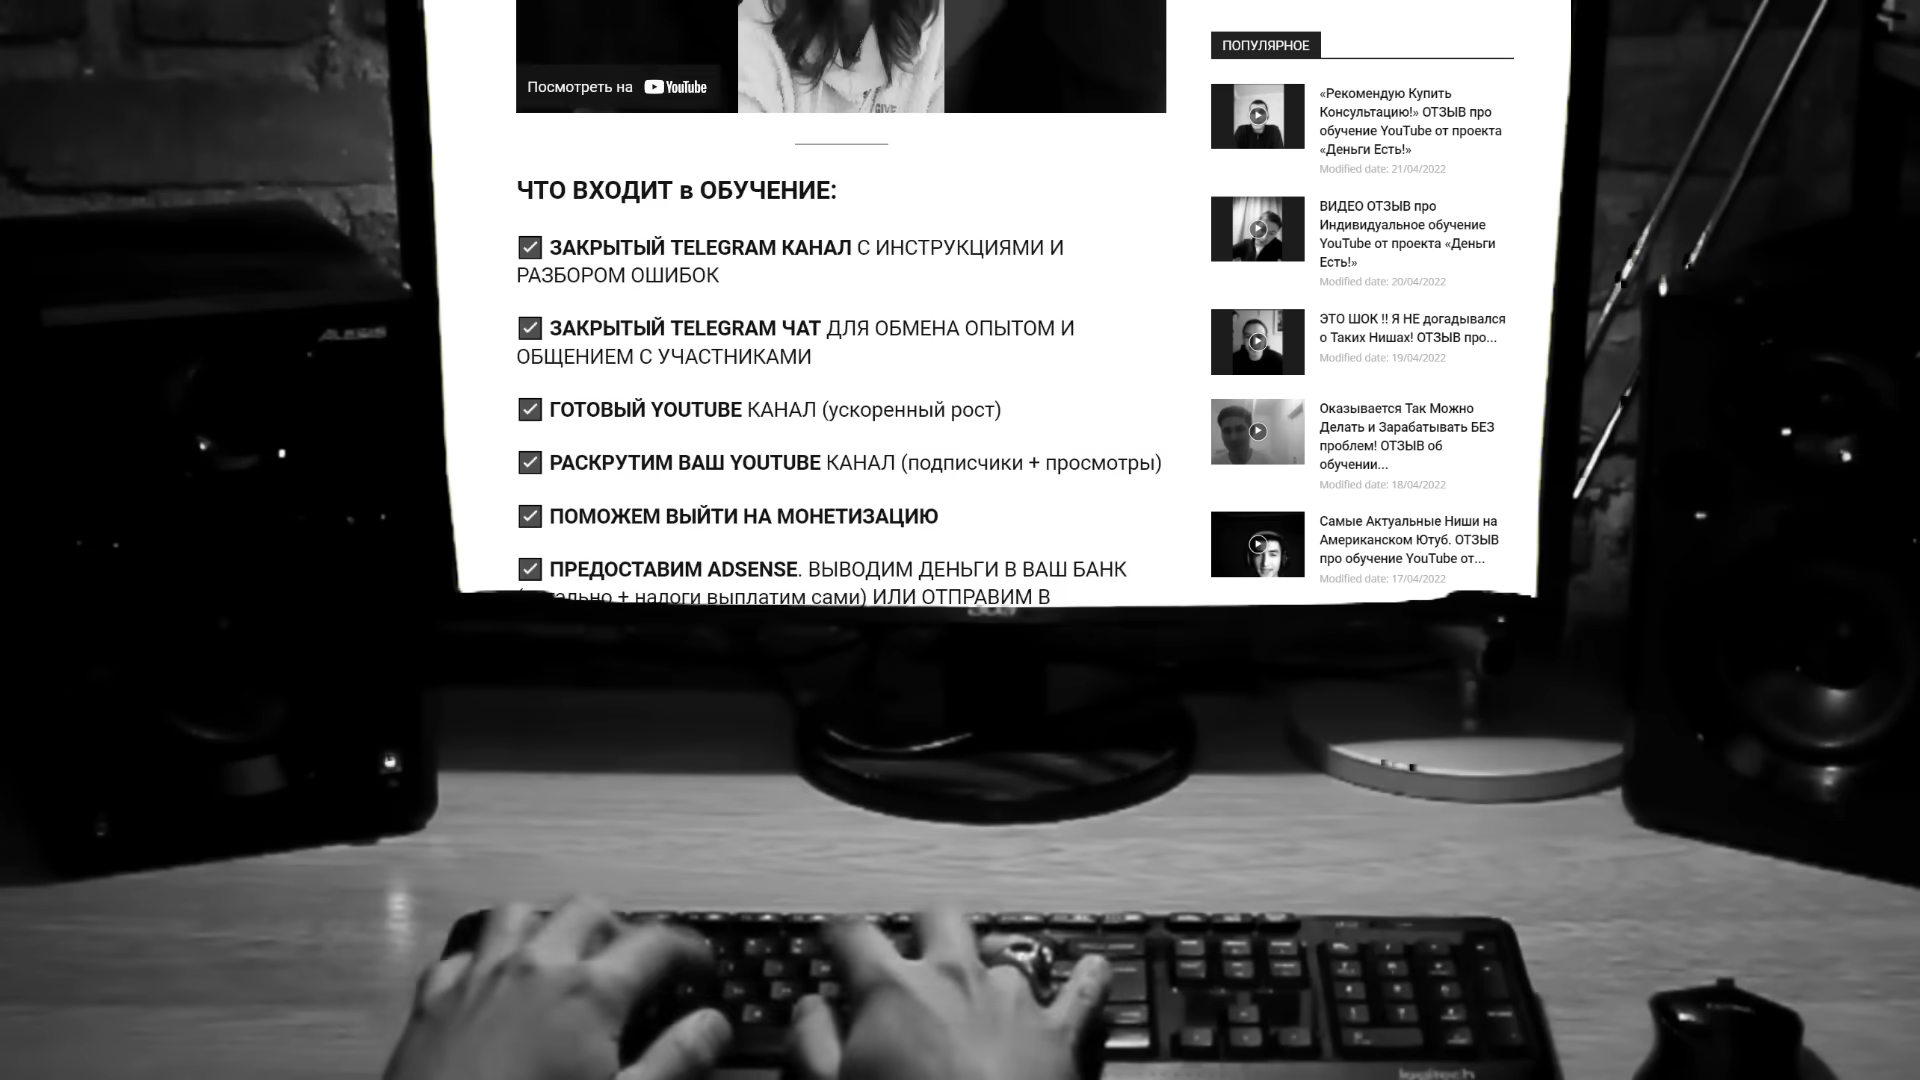 Посмотреть на YouTube
GIVE
ЧТО ВХОДИТ в ОБУЧЕНИЕ:
ЗАКРЫТЫЙ TELEGRAM КАНАЛ С ИНСТРУКЦИЯМИ И
РАЗБОРОМ ОШИБОК
ЗАКРЫТЫЙ TELEGRAM ЧАТ ДЛЯ ОБМЕНА ОПЫТОМ И
ОБЩЕНИЕМ С УЧАСТНИКАМИ
ГОТОВЫЙ YOUTUBE КАНАЛ (ускоренный рост)
РАСКРУТИМ ВАШ YOUTUBE КАНАЛ (подписчики + просмотры)
ПОМОЖЕМ ВЫЙТИ НА МОНЕТИЗАЦИЮ
ПРЕДОСТАВИМ ADSENSE. ВЫВОДИМ ДЕНЬГИ В ВАШ БАНК
+ налоги выплатим сами) ИЛИ ОТПРАВИМ В
ПОПУЛЯРНОЕ
«Рекомендую Купить
Консультацию!» ОТЗЫВ про
обучение YouTube от проекта
«Деньги Есть!»
Modified date: 21/04/2022
ВИДЕО ОТЗЫВ про
Индивидуальное обучение
YouTube от проекта «Деньги
Есть!»
Modified date: 20/04/2022
ЭТО ШОК !! Я НЕ догадывался
о Таких Нишах! ОТЗЫВ про...
Modified date: 19/04/2022
Оказывается Так Можно
Делать и Зарабатывать БЕЗ
проблем! ОТЗЫВ об
обучении...
Modified date: 18/04/2022
Самые Актуальные Ниши на
Американском Ютуб. ОТЗЫВ
про обучение YouTube от...
Modified date: 17/04/2022
acer
ALESIS
logitech